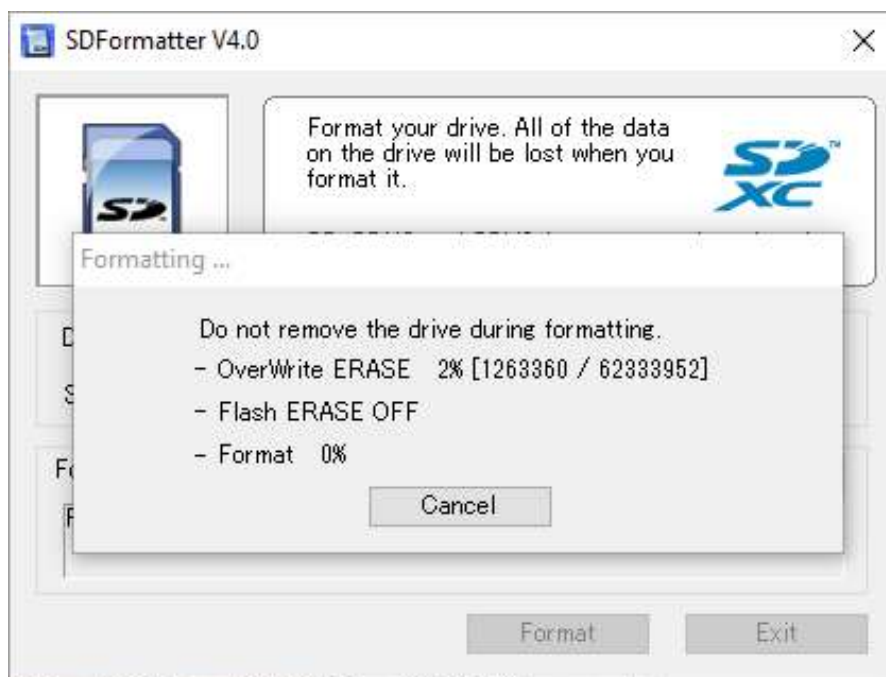 SDFormatter V4.0
Format your drive. All of the data
on the drive will be lost when you
format it.
SD
XC
TM
SD
Formatting ...
Do not remove the drive during formatting.
- OverWrite ERASE 2% [1263360 / 62333952]
- Flash ERASE OFF
- Format 0%
Cancel
Format
Exit